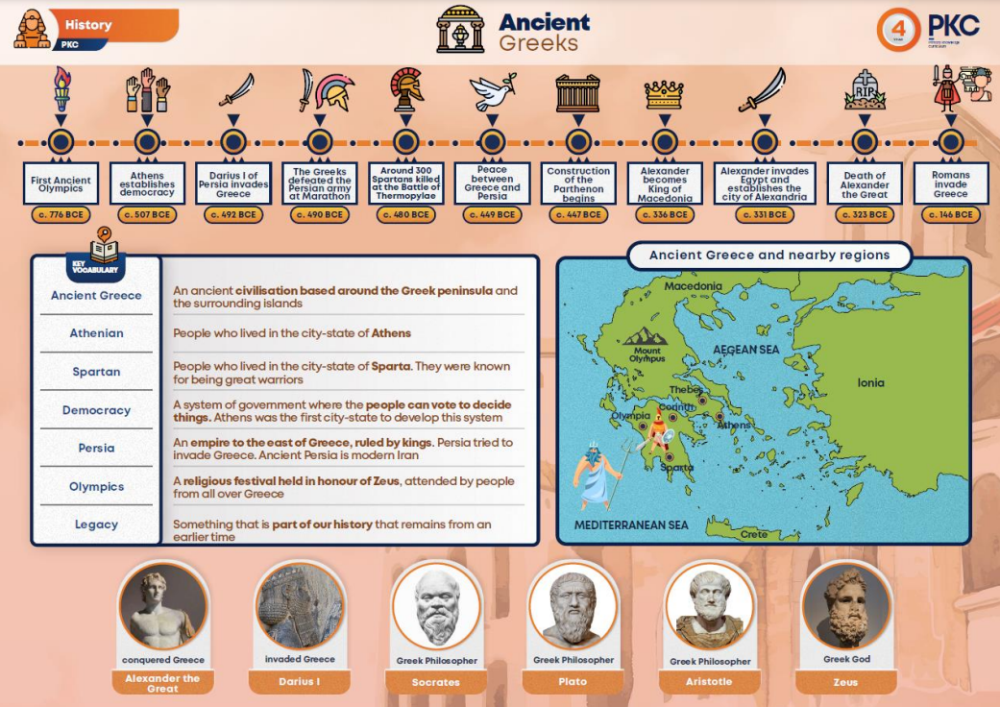 History
PKC
Ancient
Greeks
4
PKC
RIP
First Ancient
Olympics
c. 776 BCE
Athens
establishes
democracy
c. 507 BCE
Darius I of
Persia invades
Greece
c. 492 BCE
The Greeks
defeated the
Persian army
at Marathon
c. 490 BCE
Around 300
Spartans killed
at the Battle of
Thermopylae
c. 480 BCE
Peace
between
Greece and
Persia
c. 449 BCE
Construction
of the
Parthenon
begins
c. 447 BCE
Alexander
becomes
King of
Macedonia
c. 336 BCE
Alexander invades
Egypt and
establishes the
city of Alexandria
c. 331 BCE
Death of
Alexander
the Great
c. 323 BCE
Romans
invade
Greece
c. 146 BCE
KEY
VOCABULARY
Ancient Greece
An ancient civilisation based around the Greek peninsula and
the surrounding islands
Athenian
People who lived in the city-state of Athens
Spartan
People who lived in the city-state of Sparta. They were known
for being great warriors
Democracy
A system of government where the people can vote to decide
things. Athens was the first city-state to develop this system
Persia
An empire to the east of Greece, ruled by kings. Persia tried to
invade Greece. Ancient Persia is modern Iran
Olympics
A religious festival held in honour of Zeus, attended by people
from all over Greece
Legacy
Something that is part of our history that remains from an
earlier time
Ancient Greece and nearby regions
Macedonia
Mount
Olympus
AEGEAN SEA
Ionia
Thebes
Corinth
Olympia
Athens
Sparta
MEDITERRANEAN SEA
Crete
conquered Greece
Alexander the
Great
invaded Greece
Darius I
Greek Philosopher
Socrates
Greek Philosopher
Plato
Greek Philosopher
Aristotle
Greek God
Zeus